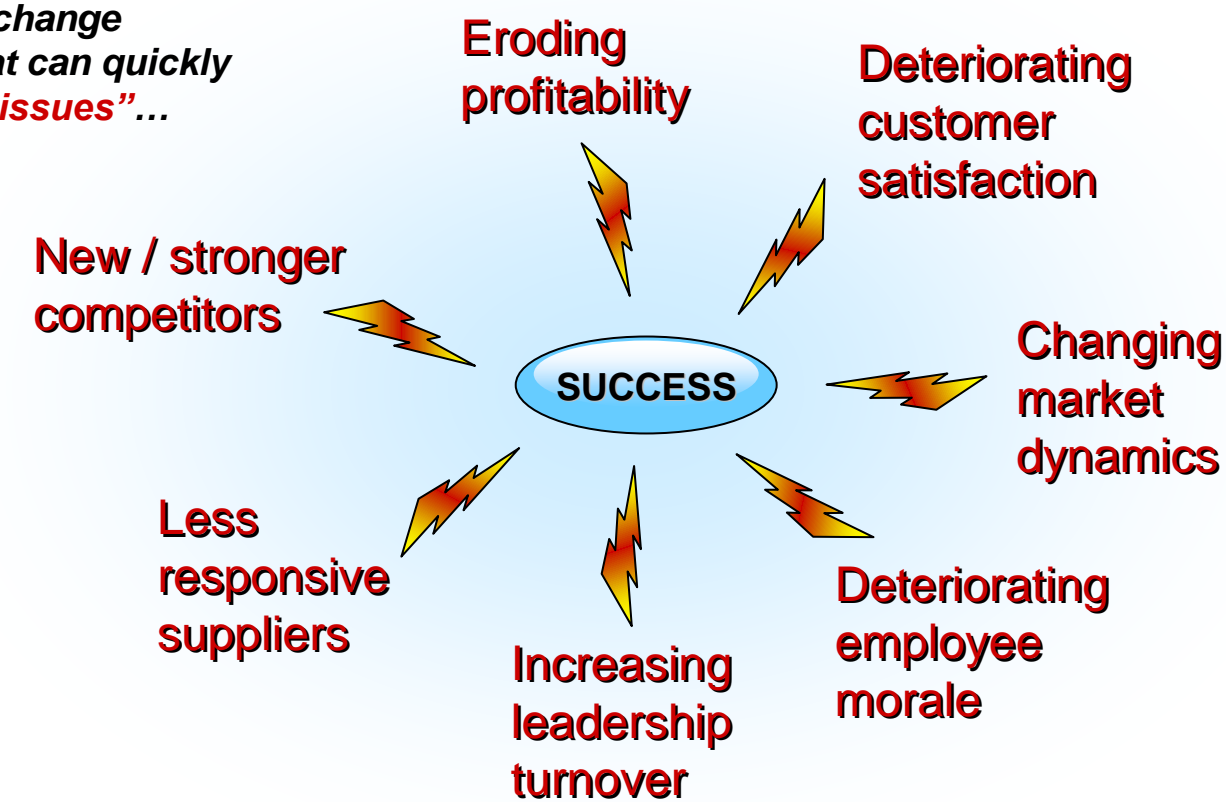 change
can quickly
issues”…
Eroding
profitability
Deteriorating
customer
satisfaction
New / stronger
competitors
SUCCESS
Changing
market
dynamics
Less
responsive
suppliers
Increasing
leadership
turnover
Deteriorating
employee
morale